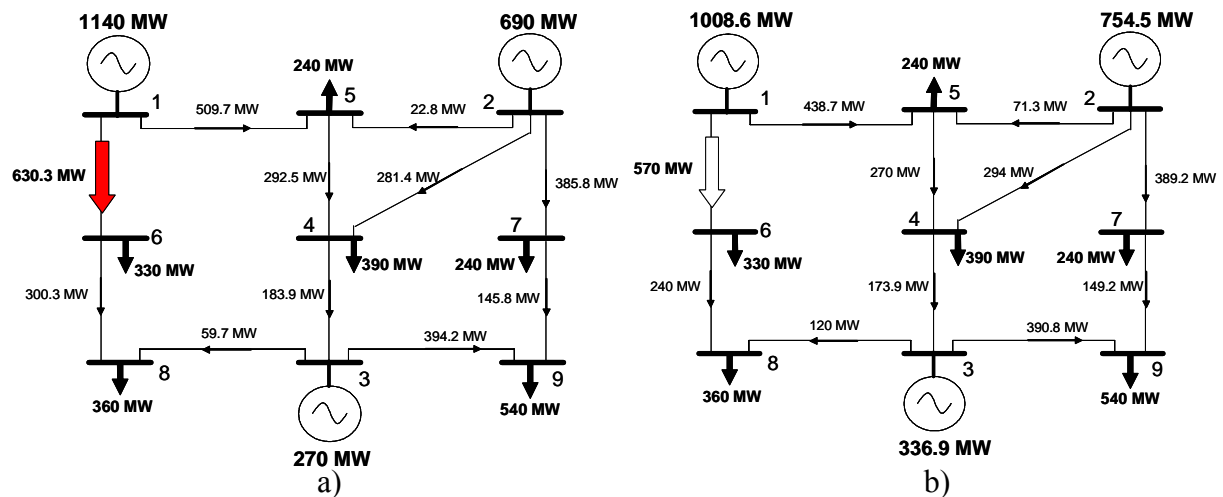 1140 MW
690 MW
240 MW
1
5
2
509.7 MW
22.8 MW
630.3 MW
292.5 MW
281.4 MW
385.8 MW
6
4
7
330 MW
390 MW
240 MW
300.3 MW
183.9 MW
145.8 MW
59.7 MW
394.2 MW
8
3
9
360 MW
540 MW
270 MW
a)
1008.6 MW
754.5 MW
240 MW
1
5
2
438.7 MW
71.3 MW
570 MW
270 MW
294 MW
389.2 MW
6
4
7
330 MW
390 MW
240 MW
240 MW
173.9 MW
149.2 MW
120 MW
390.8 MW
8
3
9
360 MW
540 MW
336.9 MW
b)